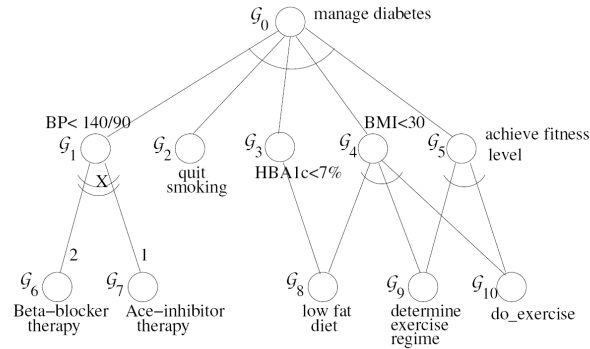 𝒢0 manage diabetes
BP< 140/90
BMI<30
𝒢1
𝒢2
𝒢3
𝒢4
𝒢5
achieve fitness
level
quit
smoking
HBA1c<7%
X
2
1
𝒢6
𝒢7
𝒢8
𝒢9
𝒢10
Beta−blocker
therapy
Ace−inhibitor
therapy
low fat
diet
determine
exercise
regime
do_exercise